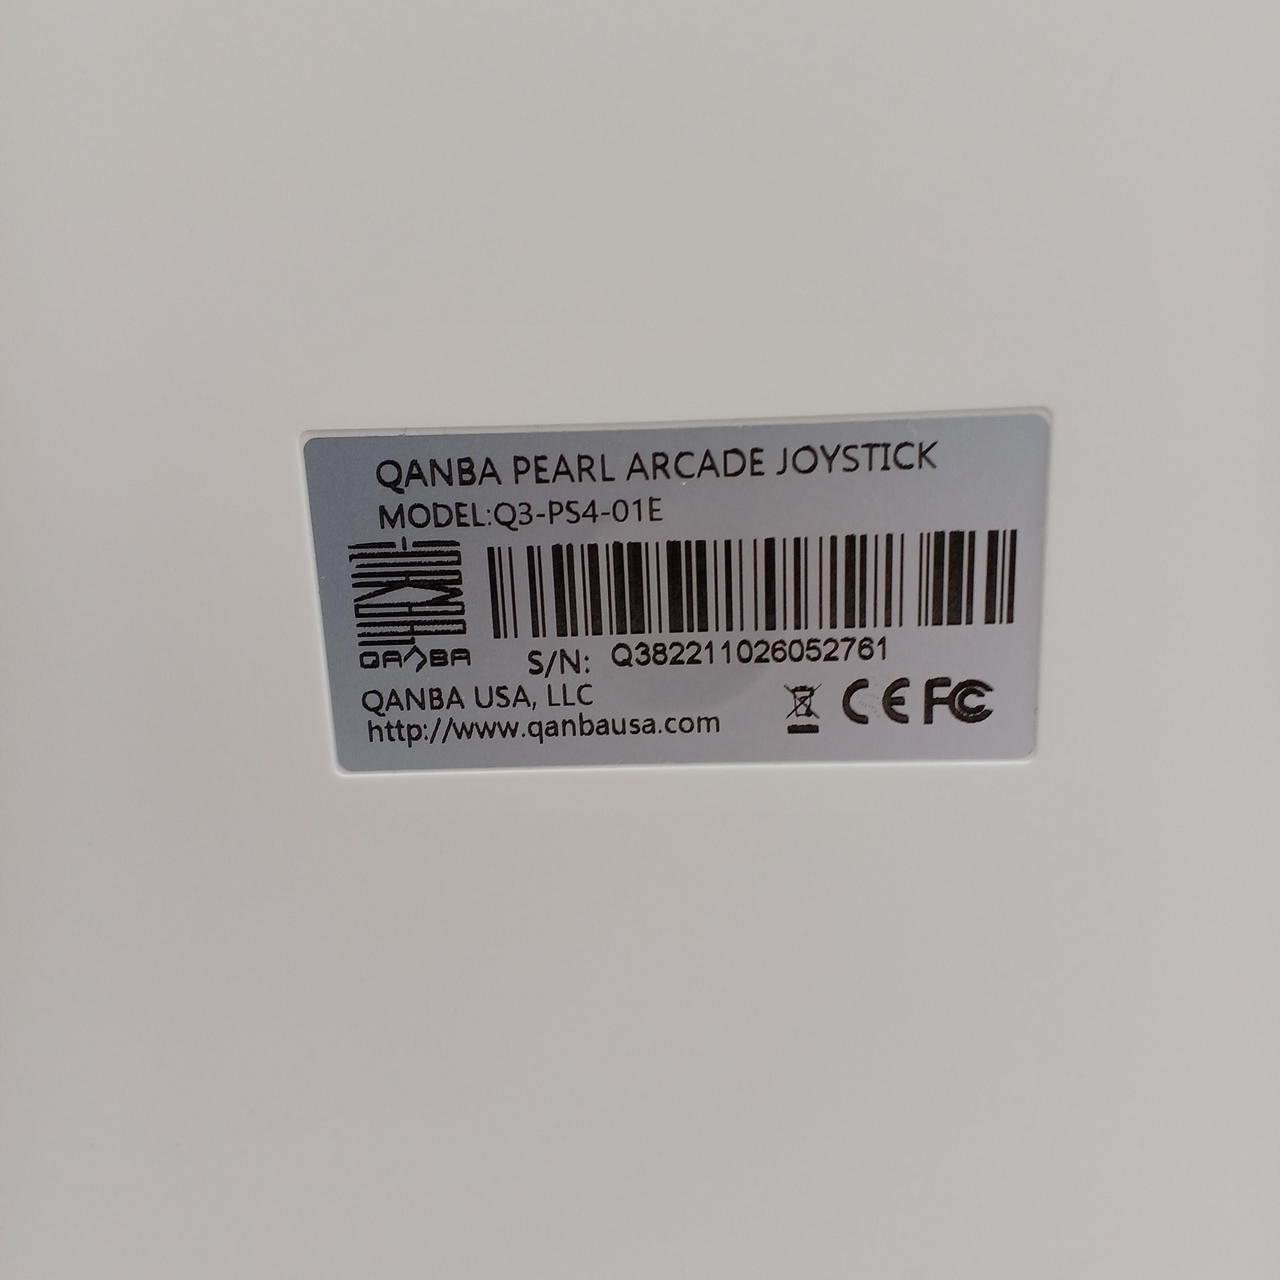 QANBA PEARL ARCADE JOYSTICK
MODEL:Q3-PS4-01E
QANBA
S/N: Q382211026052761
QANBA USA, LLC
http://www.qanbausa.com
CE FC